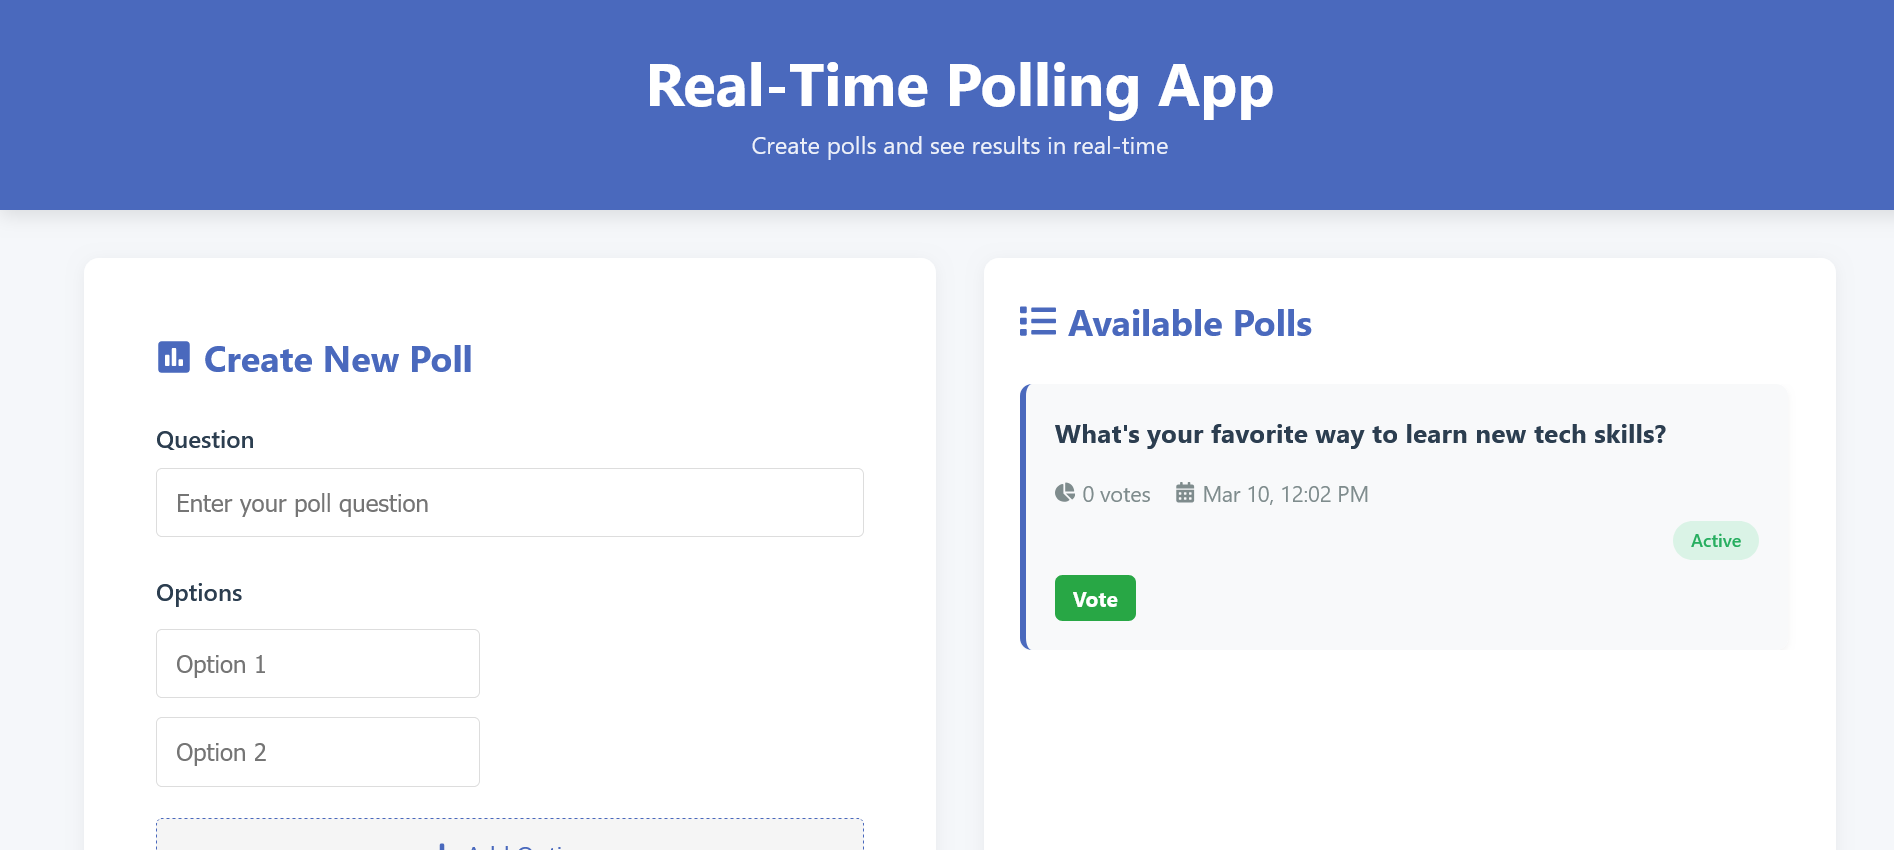 Real-Time Polling App
Create polls and see results in real-time
Create New Poll
Question
Enter your poll question
Options
Option 1
Option 2
Available Polls
What's your favorite way to learn new tech skills?
0 votes Mar 10, 12:02 PM
Active
Vote